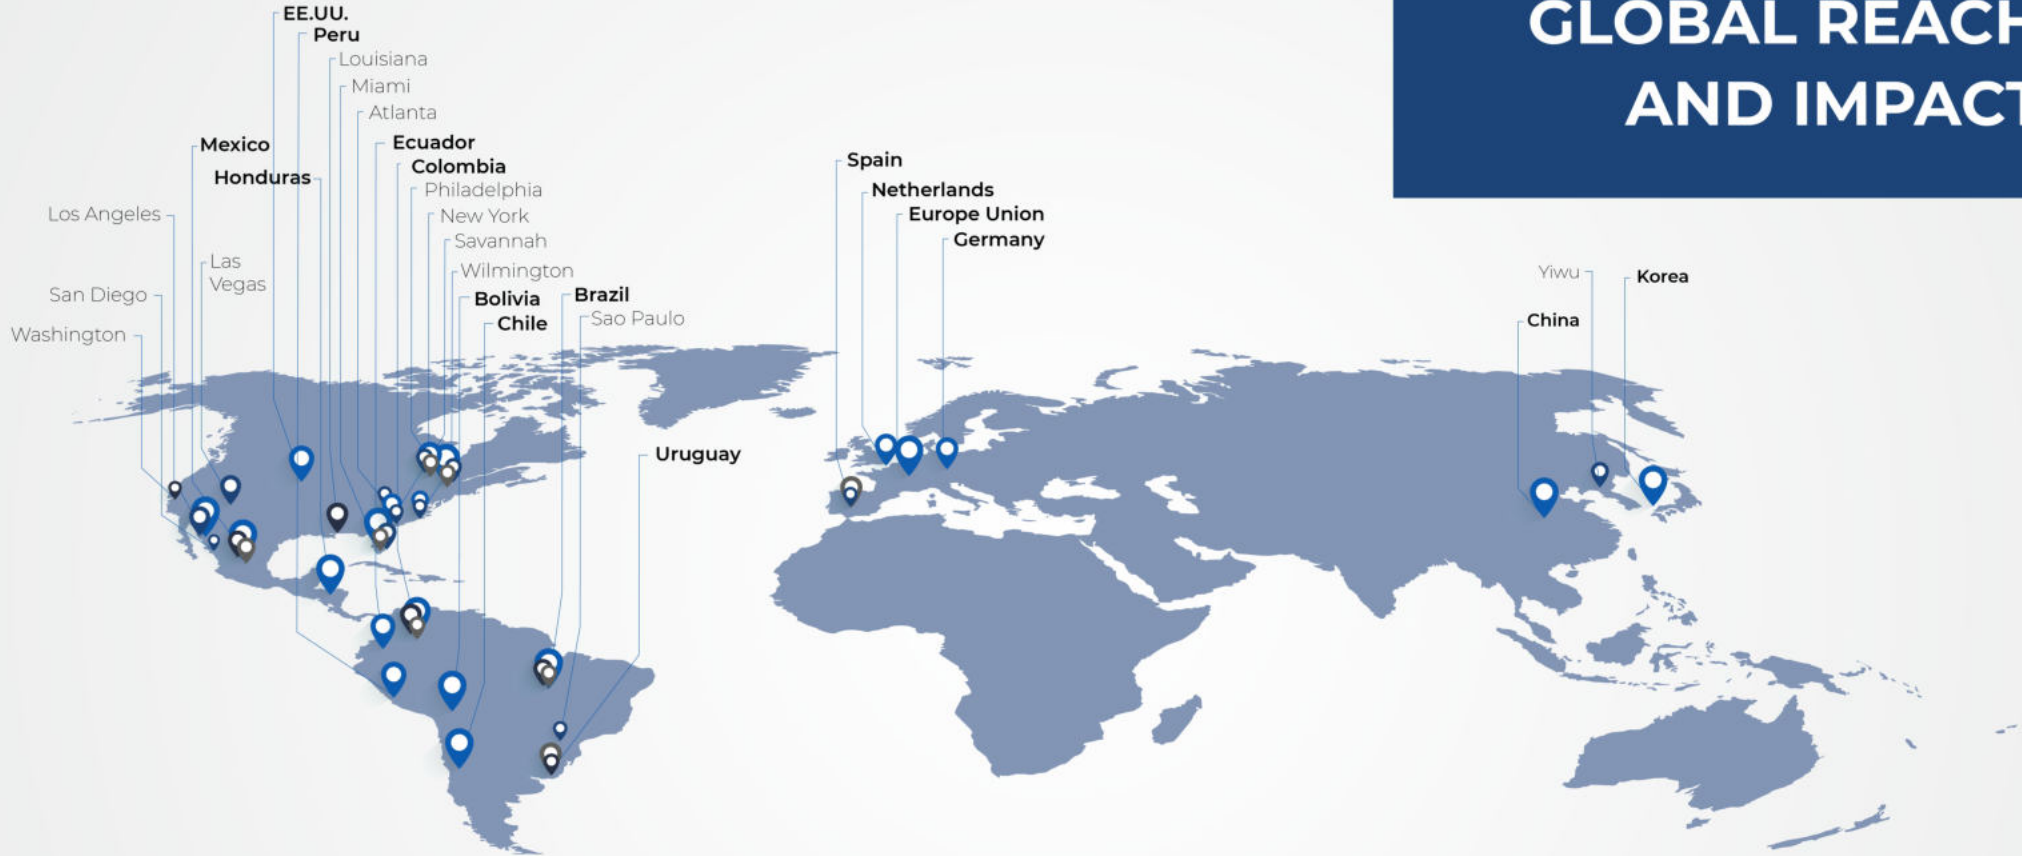 GLOBAL REACH
AND IMPACT
EE.UU.
Peru
Louisiana
Miami
Atlanta
Mexico
Ecuador
Honduras
Colombia
Philadelphia
Los Angeles
New York
Savannah
Las
Vegas
Wilmington
San Diego
Bolivia
Brazil
Chile
Sao Paulo
Washington
Uruguay
Spain
Netherlands
Europe Union
Germany
Yiwu
Korea
China